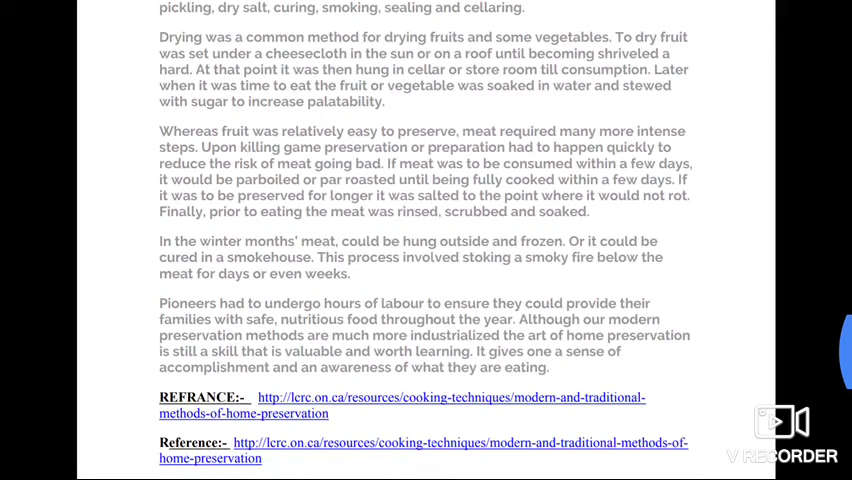 pickling, dry salt, curing, smoking, sealing and cellaring.
Drying was a common method for drying fruits and some vegetables. To dry fruit
was set under a cheesecloth in the sun or on a roof until becoming shriveled a
hard. At that point it was then hung in cellar or store room till consumption. Later
when it was time to eat the fruit or vegetable was soaked in water and stewed
with sugar to increase palatability.
Whereas fruit was relatively easy to preserve, meat required many more intense
steps. Upon killing game preservation or preparation had to happen quickly to
reduce the risk of meat going bad. If meat was to be consumed within a few days,
it would be parboiled or par roasted until being fully cooked within a few days. If
it was to be preserved for longer it was salted to the point where it would not rot.
Finally, prior to eating the meat was rinsed, scrubbed and soaked.
In the winter months' meat, could be hung outside and frozen. Or it could be
cured in a smokehouse. This process involved stoking a smoky fire below the
meat for days or even weeks.
Pioneers had to undergo hours of labour to ensure they could provide their
families with safe, nutritious food throughout the year. Although our modern
preservation methods are much more industrialized the art of home preservation
is still a skill that is valuable and worth learning. It gives one a sense of
accomplishment and an awareness of what they are eating.
REFRANCE:- http://lcrc.on.ca/resources/cooking-techniques/modern-and-traditional-
methods-of-home-preservation
Reference:- http://lcrc.on.ca/resources/cooking-techniques/modern-and-traditional-methods-of-
home-preservation
V RECORDER